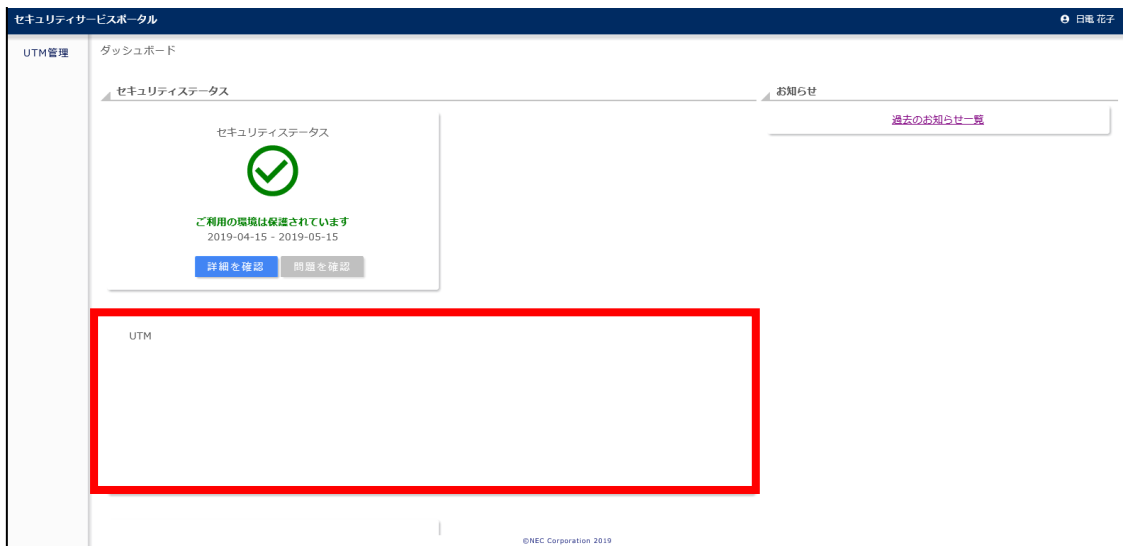 セキュリティサービスポータル
日電 花子
UTM管理
ダッシュボード
セキュリティステータス
お知らせ
過去のお知らせ一覧
セキュリティステータス
ご利用の環境は保護されています
2019-04-15 - 2019-05-15
詳細を確認
問題を確認
UTM
©NEC Corporation 2019